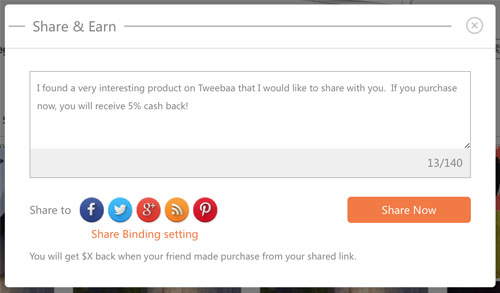 Share & Earn
I found a very interesting product on Tweebaa that I would like to share with you. If you purchase
now, you will receive 5% cash back!
13/140
Share to
Share Now
Share Binding setting
You will get $X back when your friend made purchase from your shared link.